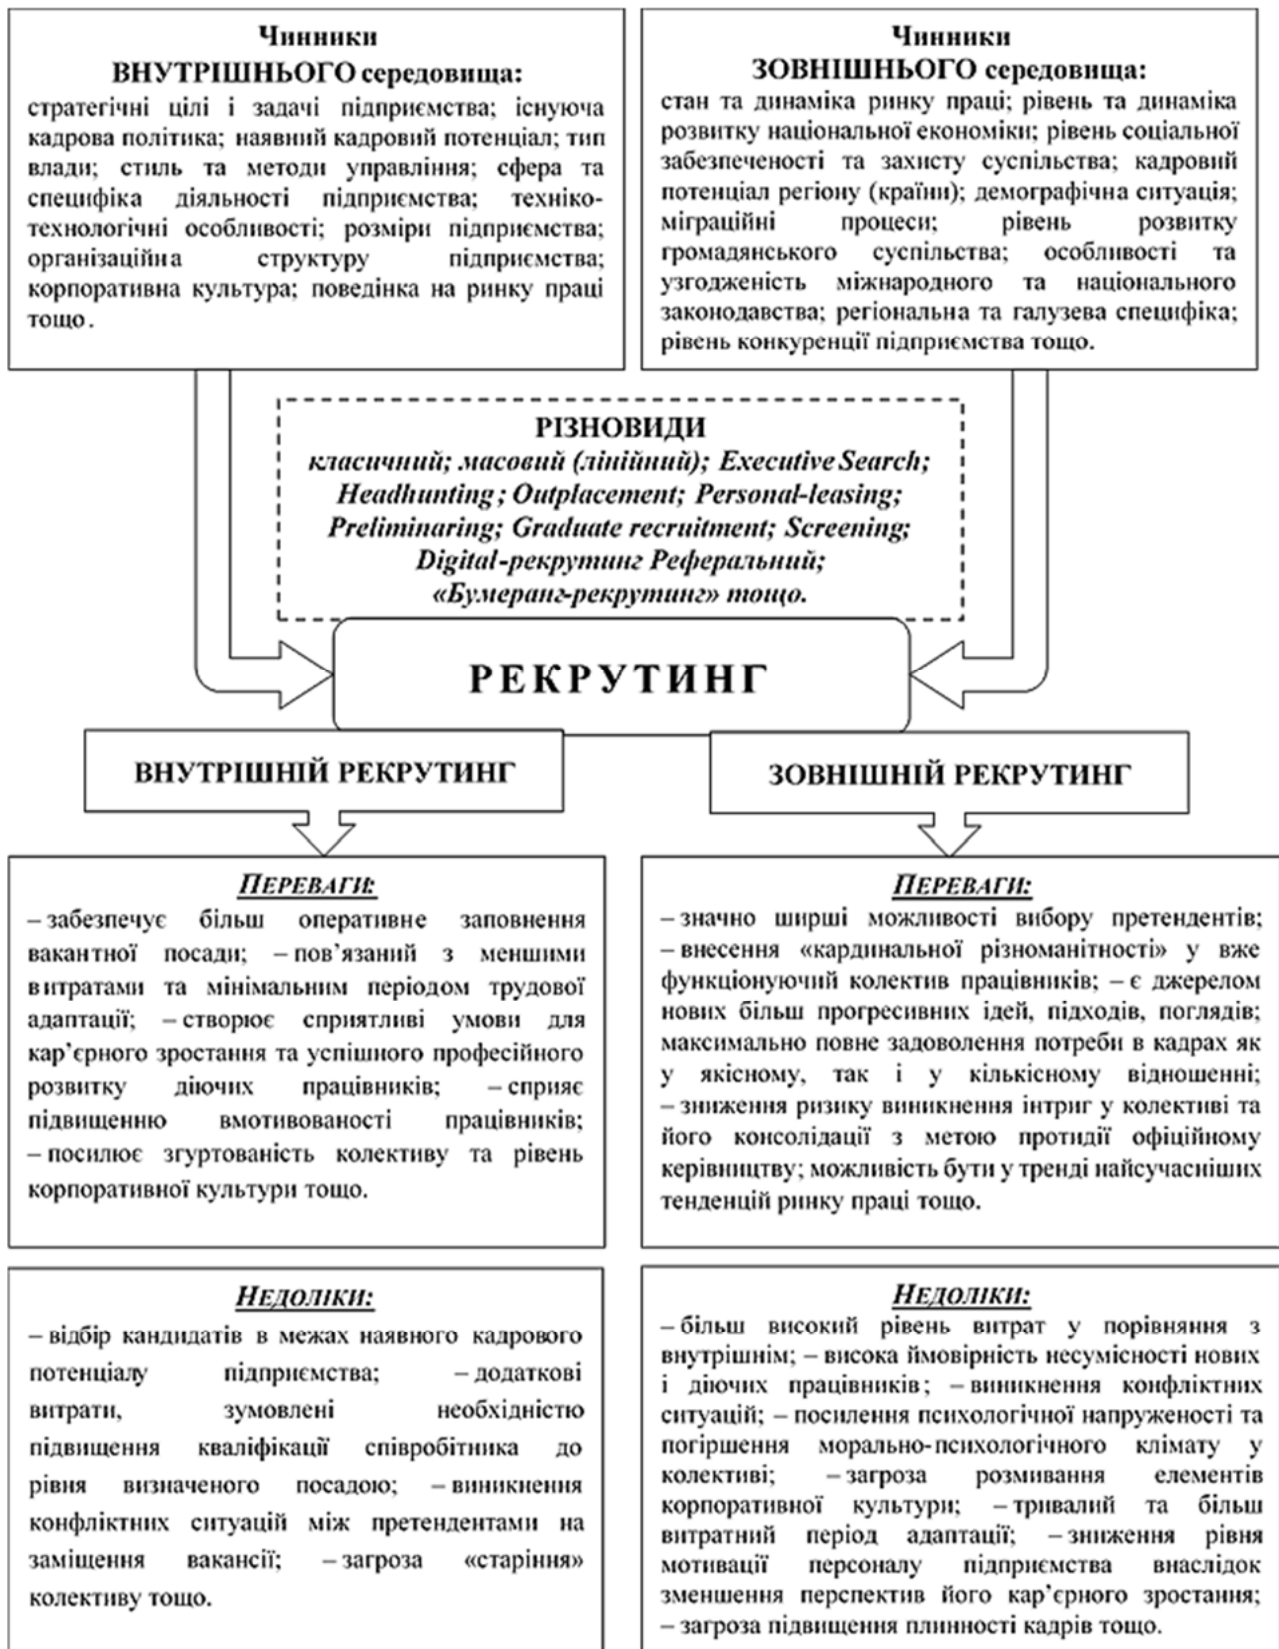 Чинники
ВНУТРІШНЬОГО середовища:
стратегічні цілі і задачі підприємства; існуюча
кадрова політика; наявний кадровий потенціал; тип
влади; стиль та методи управління; сфера та
специфіка діяльності підприємства; техніко-
технологічні особливості; розміри підприємства;
організаційна структуру підприємства;
корпоративна культура; поведінка на ринку праці
тощо.
Чинники
ЗОВНІШНЬОГО середовища:
стан та динаміка ринку праці; рівень та динаміка
розвитку національної економіки; рівень соціальної
забезпеченості та захисту суспільства; кадровий
потенціал регіону (країни); демографічна ситуація;
міграційні процеси; рівень розвитку
громадянського суспільства; особливості та
узгодженість міжнародного та національного
законодавства; регіональна та галузева специфіка;
рівень конкуренції підприємства тощо.
РІЗНОВИДИ
класичний; масовий (лінійний); Executive Search;
Headhunting; Outplacement; Personal-leasing;
Preliminaring; Graduate recruitment; Screening;
Digital-рекрутинг Реферальний;
«Бумеранг-рекрутинг» тощо.
РЕКРУТИНГ
ВНУТРІШНІЙ РЕКРУТИНГ
ЗОВНІШНІЙ РЕКРУТИНГ
ПЕРЕВАГИ:
– забезпечує більш оперативне заповнення
вакантної посади; – пов’язаний з меншими
витратами та мінімальним періодом трудової
адаптації; – створює сприятливі умови для
кар’єрного зростання та успішного професійного
розвитку діючих працівників; – сприяє
підвищенню вмотивованості працівників;
– посилює згуртованість колективу та рівень
корпоративної культури тощо.
ПЕРЕВАГИ:
– значно ширші можливості вибору претендентів;
– внесення «кардинальної різноманітності» у вже
функціонуючий колектив працівників; – є джерелом
нових більш прогресивних ідей, підходів, поглядів;
максимально повне задоволення потреби в кадрах як
у якісному, так і у кількісному відношенні;
– зниження ризику виникнення інтриг у колективі та
його консолідації з метою протидії офіційному
керівництву; можливість бути у тренді найсучасніших
тенденцій ринку праці тощо.
НЕДОЛІКИ:
– відбір кандидатів в межах наявного кадрового
потенціалу підприємства; – додаткові
витрати, зумовлені необхідністю
підвищення кваліфікації співробітника до
рівня визначеного посадою; – виникнення
конфліктних ситуацій між претендентами на
заміщення вакансії; – загроза «старіння»
колективу тощо.
НЕДОЛІКИ:
– більш високий рівень витрат у порівняння з
внутрішнім; – висока ймовірність несумісності нових
і діючих працівників; – виникнення конфліктних
ситуацій; – посилення психологічної напруженості та
погіршення морально-психологічного клімату у
колективі; – загроза розмивання елементів
корпоративної культури; – тривалий та більш
витратний період адаптації; – зниження рівня
мотивації персоналу підприємства внаслідок
зменшення перспектив його кар’єрного зростання;
– загроза підвищення плинності кадрів тощо.